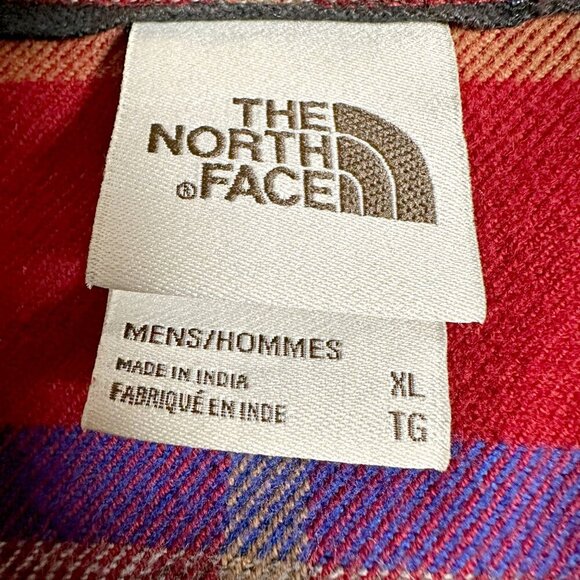 THE
NORTH
®FACE
MENS/HOMMES
MADE IN INDIA XL
FABRIQUÉ EN INDE TG